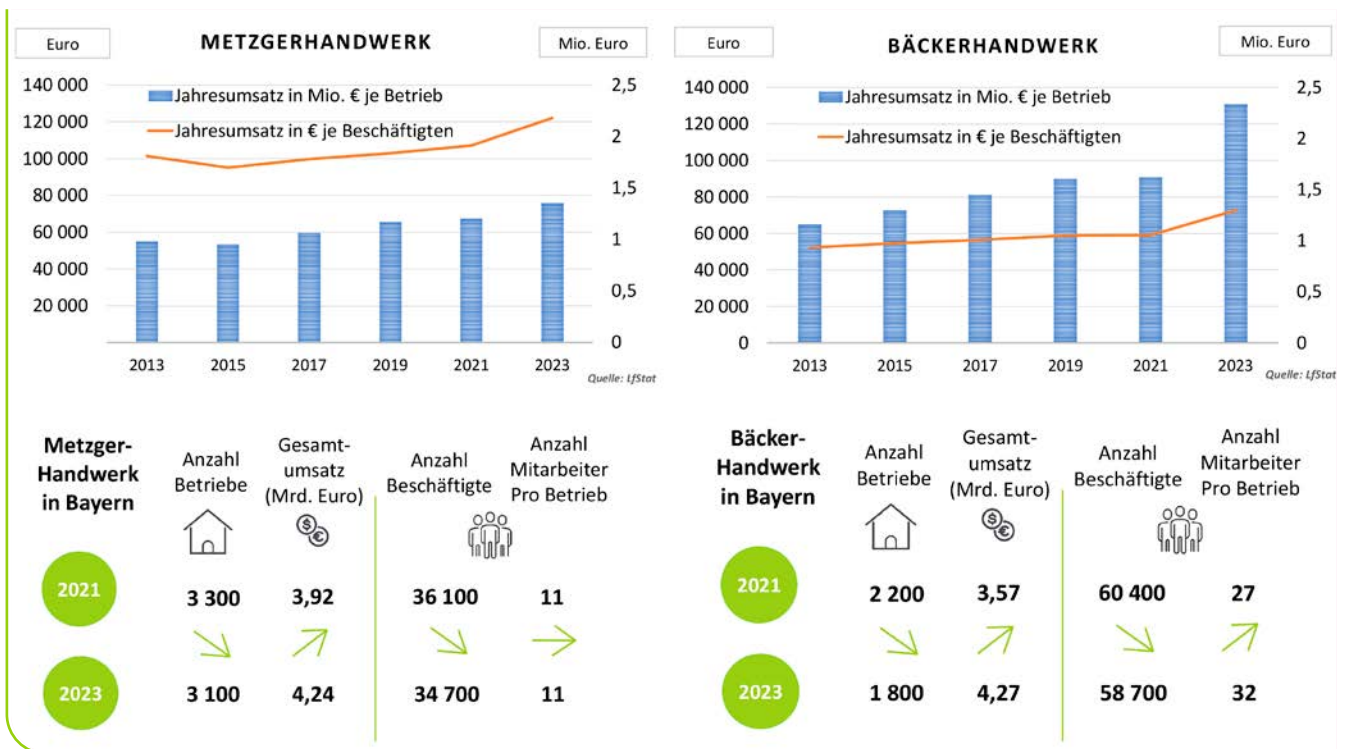 Euro
METZGERHANDWERK
Mio. Euro
140 000
120 000
100 000
80 000
60 000
40 000
20 000
Jahresumsatz in Mio. € je Betrieb
Jahresumsatz in € je Beschäftigten
2,5
2
1,5
1
0,5
0
2013 2015 2017 2019 2021 2023
Quelle: LfStat
Euro
BÄCKERHANDWERK
Mio. Euro
140 000
120 000
100 000
80 000
60 000
40 000
20 000
0
Jahresumsatz in Mio. € je Betrieb
Jahresumsatz in € je Beschäftigten
2,5
2
1,5
1
0,5
0
2013 2015 2017 2019 2021 2023
Quelle: LfStat
Metzger-
Handwerk
in Bayern
Anzahl
Betriebe
Gesamt-
umsatz
(Mrd. Euro)
Anzahl
Beschäftigte
Anzahl
Mitarbeiter
Pro Betrieb
2021 3 300 3,92 36 100 11
2023 3 100 4,24 34 700 11
Bäcker-
Handwerk
in Bayern
Anzahl
Betriebe
Gesamt-
umsatz
(Mrd. Euro)
Anzahl
Beschäftigte
Anzahl
Mitarbeiter
Pro Betrieb
2021 2 200 3,57 60 400 27
2023 1 800 4,27 58 700 32